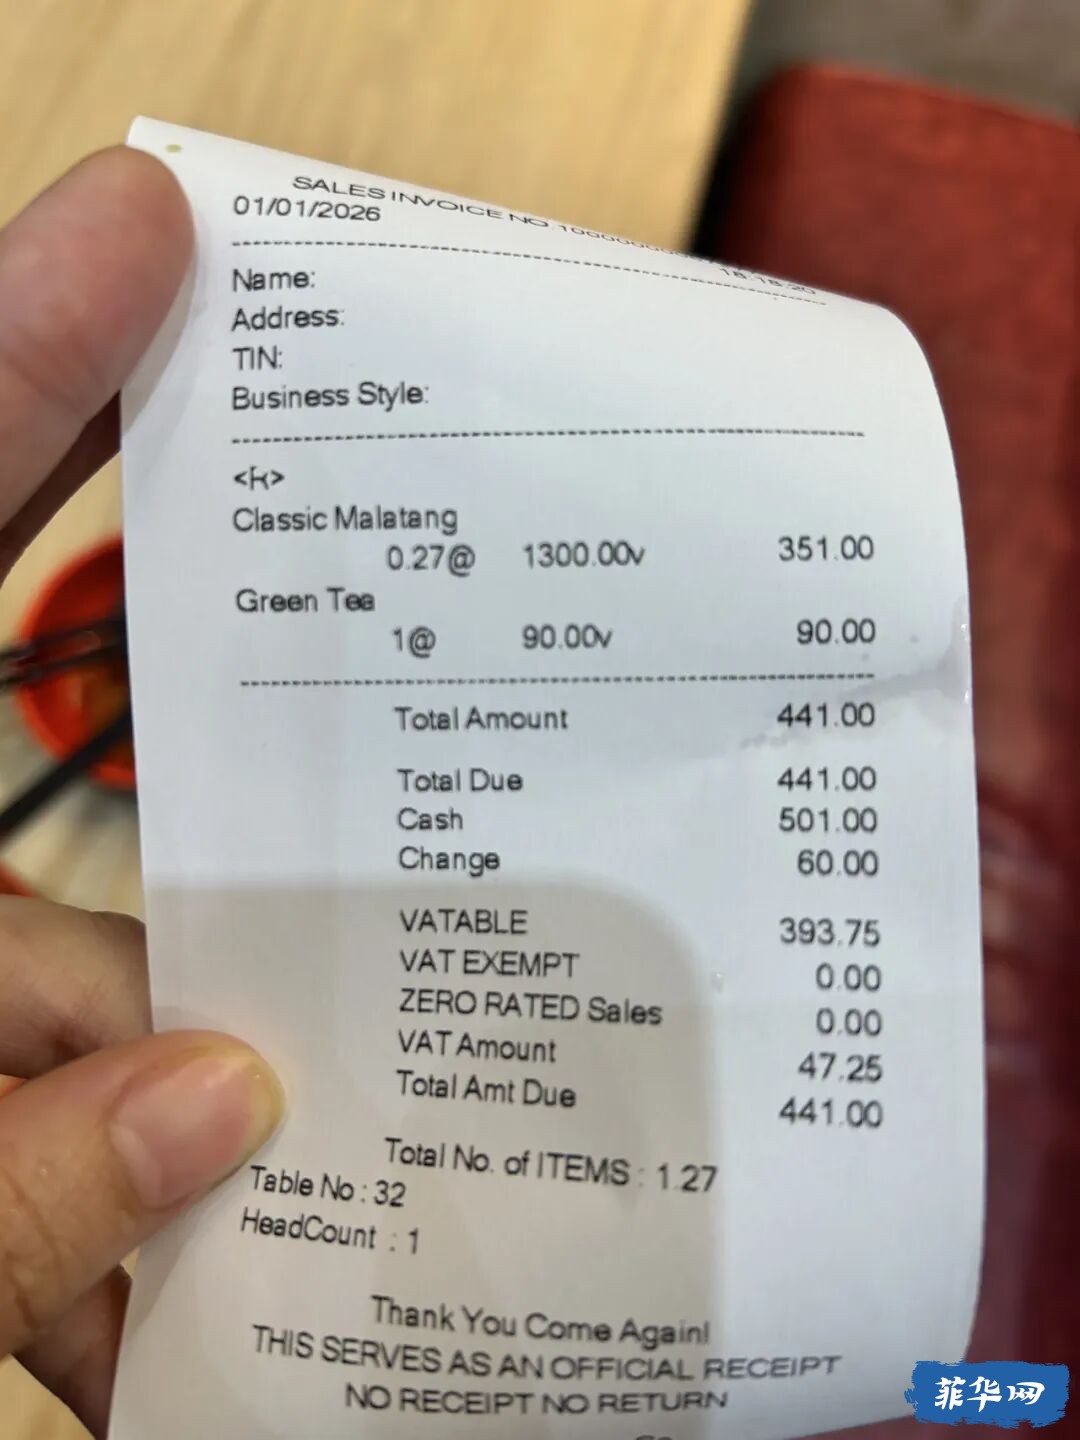 SALES INVOICE NO.
01/01/2026 18:18:20
Name:
Address:
TIN:
Business Style:
Classic Malatang
0.27@ 1300.00v 351.00
Green Tea
1@ 90.00v 90.00
Total Amount 441.00
Total Due 441.00
Cash 501.00
Change 60.00
VATABLE 393.75
VAT EXEMPT 0.00
ZERO RATED Sales 0.00
VAT Amount 47.25
Total Amt Due 441.00
Total No. of ITEMS : 1.27
Table No : 32
HeadCount : 1
Thank You Come Again!
THIS SERVES AS AN OFFICIAL RECEIPT
NO RECEIPT NO RETURN
菲华网